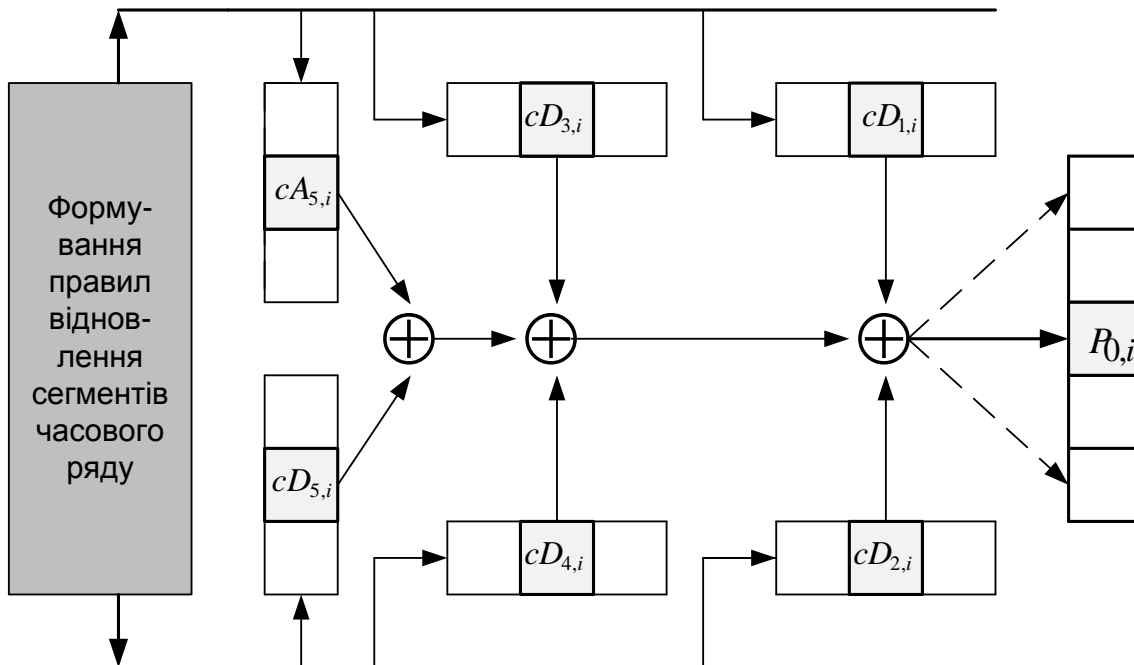 Форму-
вання
правил
віднов-
лення
сегментів
часового
ряду
cA5,i
cD5,i
cD3,i
cD4,i
cD1,i
cD2,i
P0,i